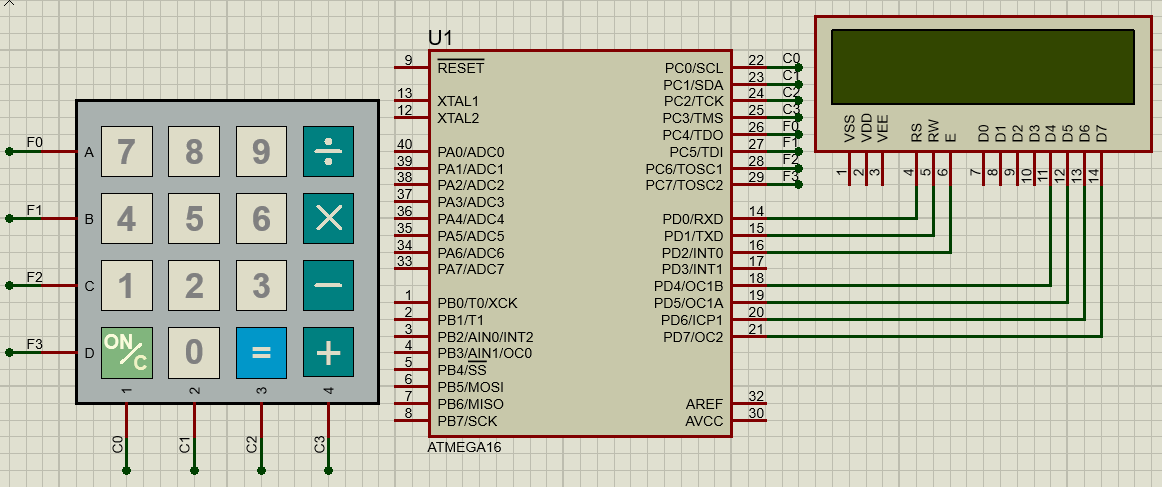 U1
F0
A
7
8
9
÷
F1
B
4
5
6
×
F2
C
1
2
3
−
F3
D
ON/C
0
=
+
1
2
3
4
C0
C1
C2
C3
9 RESET
13 XTAL1
12 XTAL2
40 PA0/ADC0
39 PA1/ADC1
38 PA2/ADC2
37 PA3/ADC3
36 PA4/ADC4
35 PA5/ADC5
34 PA6/ADC6
33 PA7/ADC7
1 PB0/T0/XCK
2 PB1/T1
3 PB2/AIN0/INT2
4 PB3/AIN1/OC0
5 PB4/SS
6 PB5/MOSI
7 PB6/MISO
8 PB7/SCK
PC0/SCL 22 C0
PC1/SDA 23 C1
PC2/TCK 24 C2
PC3/TMS 25 C3
PC4/TDO 26 F0
PC5/TDI 27 F1
PC6/TOSC1 28 F2
PC7/TOSC2 29 F3
PD0/RXD 14
PD1/TXD 15
PD2/INT0 16
PD3/INT1 17
PD4/OC1B 18
PD5/OC1A 19
PD6/ICP1 20
PD7/OC2 21
AREF 32
AVCC 30
ATMEGA16
VSS
VDD
VEE
RS
RW
E
D0
D1
D2
D3
D4
D5
D6
D7
1
2
3
4
5
6
7
8
9
10
11
12
13
14